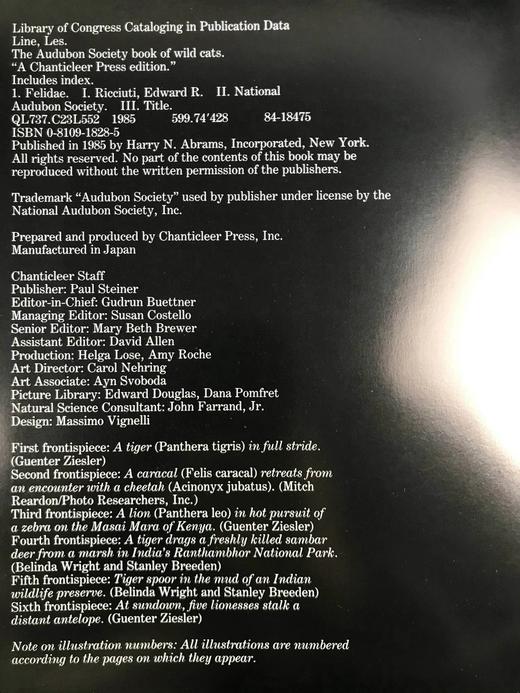 Library of Congress Cataloging in Publication Data
Line, Les.
The Audubon Society book of wild cats.
“A Chanticleer Press edition.”
Includes index.
1. Felidae.   I. Ricciuti, Edward R.   II. National
Audubon Society.   III. Title.
QL737.C23L552   1985   599.74′428   84-18475
ISBN 0-8109-1828-5
Published in 1985 by Harry N. Abrams, Incorporated, New York.
All rights reserved. No part of the contents of this book may be
reproduced without the written permission of the publishers.
Trademark “Audubon Society” used by publisher under license by the
National Audubon Society, Inc.
Prepared and produced by Chanticleer Press, Inc.
Manufactured in Japan
Chanticleer Staff
Publisher: Paul Steiner
Editor-in-Chief: Gudrun Buettner
Managing Editor: Susan Costello
Senior Editor: Mary Beth Brewer
Assistant Editor: David Allen
Production: Helga Lose, Amy Roche
Art Director: Carol Nehring
Art Associate: Ayn Svoboda
Picture Library: Edward Douglas, Dana Pomfret
Natural Science Consultant: John Farrand, Jr.
Design: Massimo Vignelli
First frontispiece: A tiger (Panthera tigris) in full stride.
(Guenter Ziesler)
Second frontispiece: A caracal (Felis caracal) retreats from
an encounter with a cheetah (Acinonyx jubatus). (Mitch
Reardon/Photo Researchers, Inc.)
Third frontispiece: A lion (Panthera leo) in hot pursuit of
a zebra on the Masai Mara of Kenya. (Guenter Ziesler)
Fourth frontispiece: A tiger drags a freshly killed sambar
deer from a marsh in India’s Ranthambhor National Park.
(Belinda Wright and Stanley Breeden)
Fifth frontispiece: Tiger spoor in the mud of an Indian
wildlife preserve. (Belinda Wright and Stanley Breeden)
Sixth frontispiece: At sundown, five lionesses stalk a
distant antelope. (Guenter Ziesler)
Note on illustration numbers: All illustrations are numbered
according to the pages on which they appear.